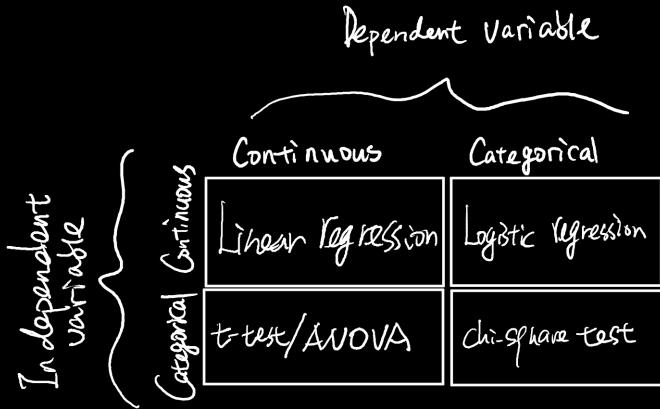 Dependent variable
Continuous Categorical
Independent variable
Continuous
Linear regression
Logistic regression
Categorical
t-test/ANOVA
chi-square test